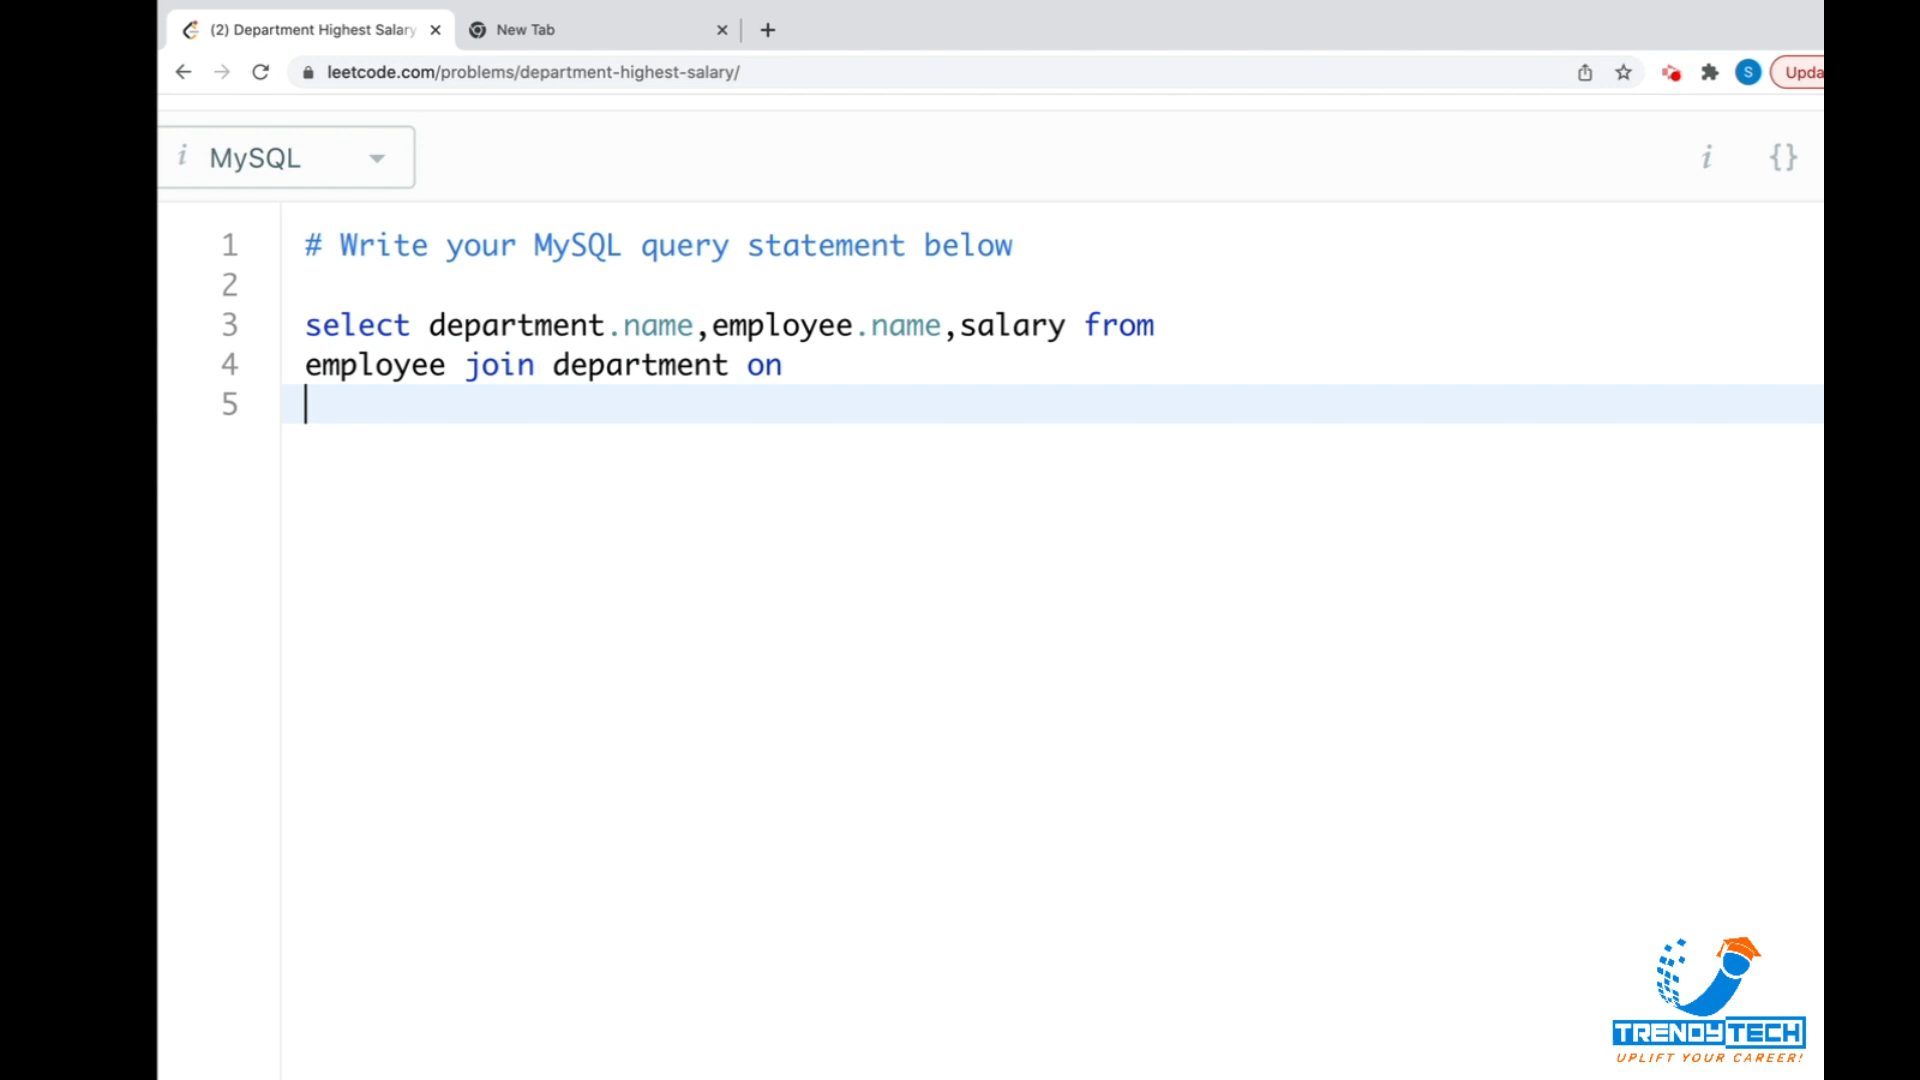 (2) Department Highest Salary
New Tab
leetcode.com/problems/department-highest-salary/
S
Upda
i MySQL
i {}
1 # Write your MySQL query statement below
2
3 select department.name,employee.name,salary from
4 employee join department on
5
TRENDYTECH
UPLIFT YOUR CAREER!